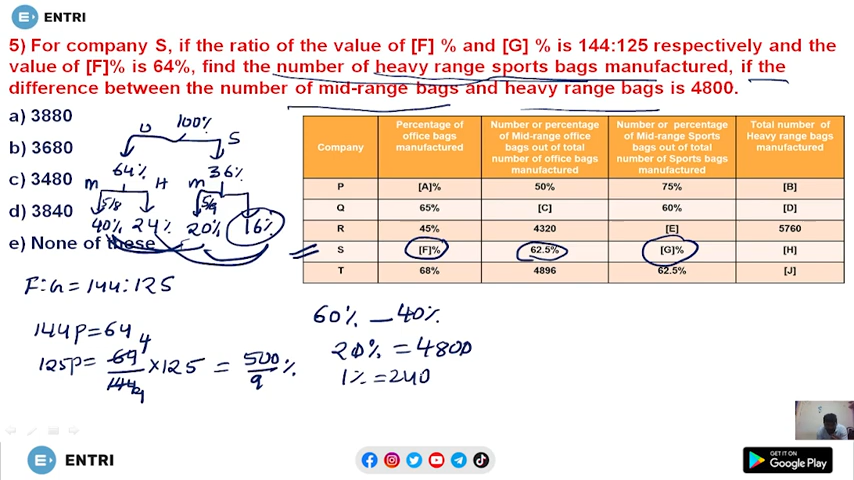 ENTRI
5) For company S, if the ratio of the value of [F] % and [G] % is 144:125 respectively and the
value of [F]% is 64%, find the number of heavy range sports bags manufactured, if the
difference between the number of mid-range bags and heavy range bags is 4800.
a) 3880
b) 3680
c) 3480
d) 3840
e) None of these
100%
O
S
64%
36%
M
H
M
5/8
5/9
40%
24%
20%
16%
Company
Percentage of office bags manufactured
Number or percentage of Mid-range office bags out of total number of office bags manufactured
Number or percentage of Mid-range Sports bags out of total number of Sports bags manufactured
Total number of Heavy range bags manufactured
P [A]% 50% 75% [B]
Q 65% [C] 60% [D]
R 45% 4320 [E] 5760
S [F]% 62.5% [G]% [H]
T 68% 4896 62.5% [J]
F:G = 144:125
144P = 64
125P = 64/144 × 125 = 500/9 %
4
9
60% - 40%
20% = 4800
1% = 240
ENTRI
GET IT ON
Google Play